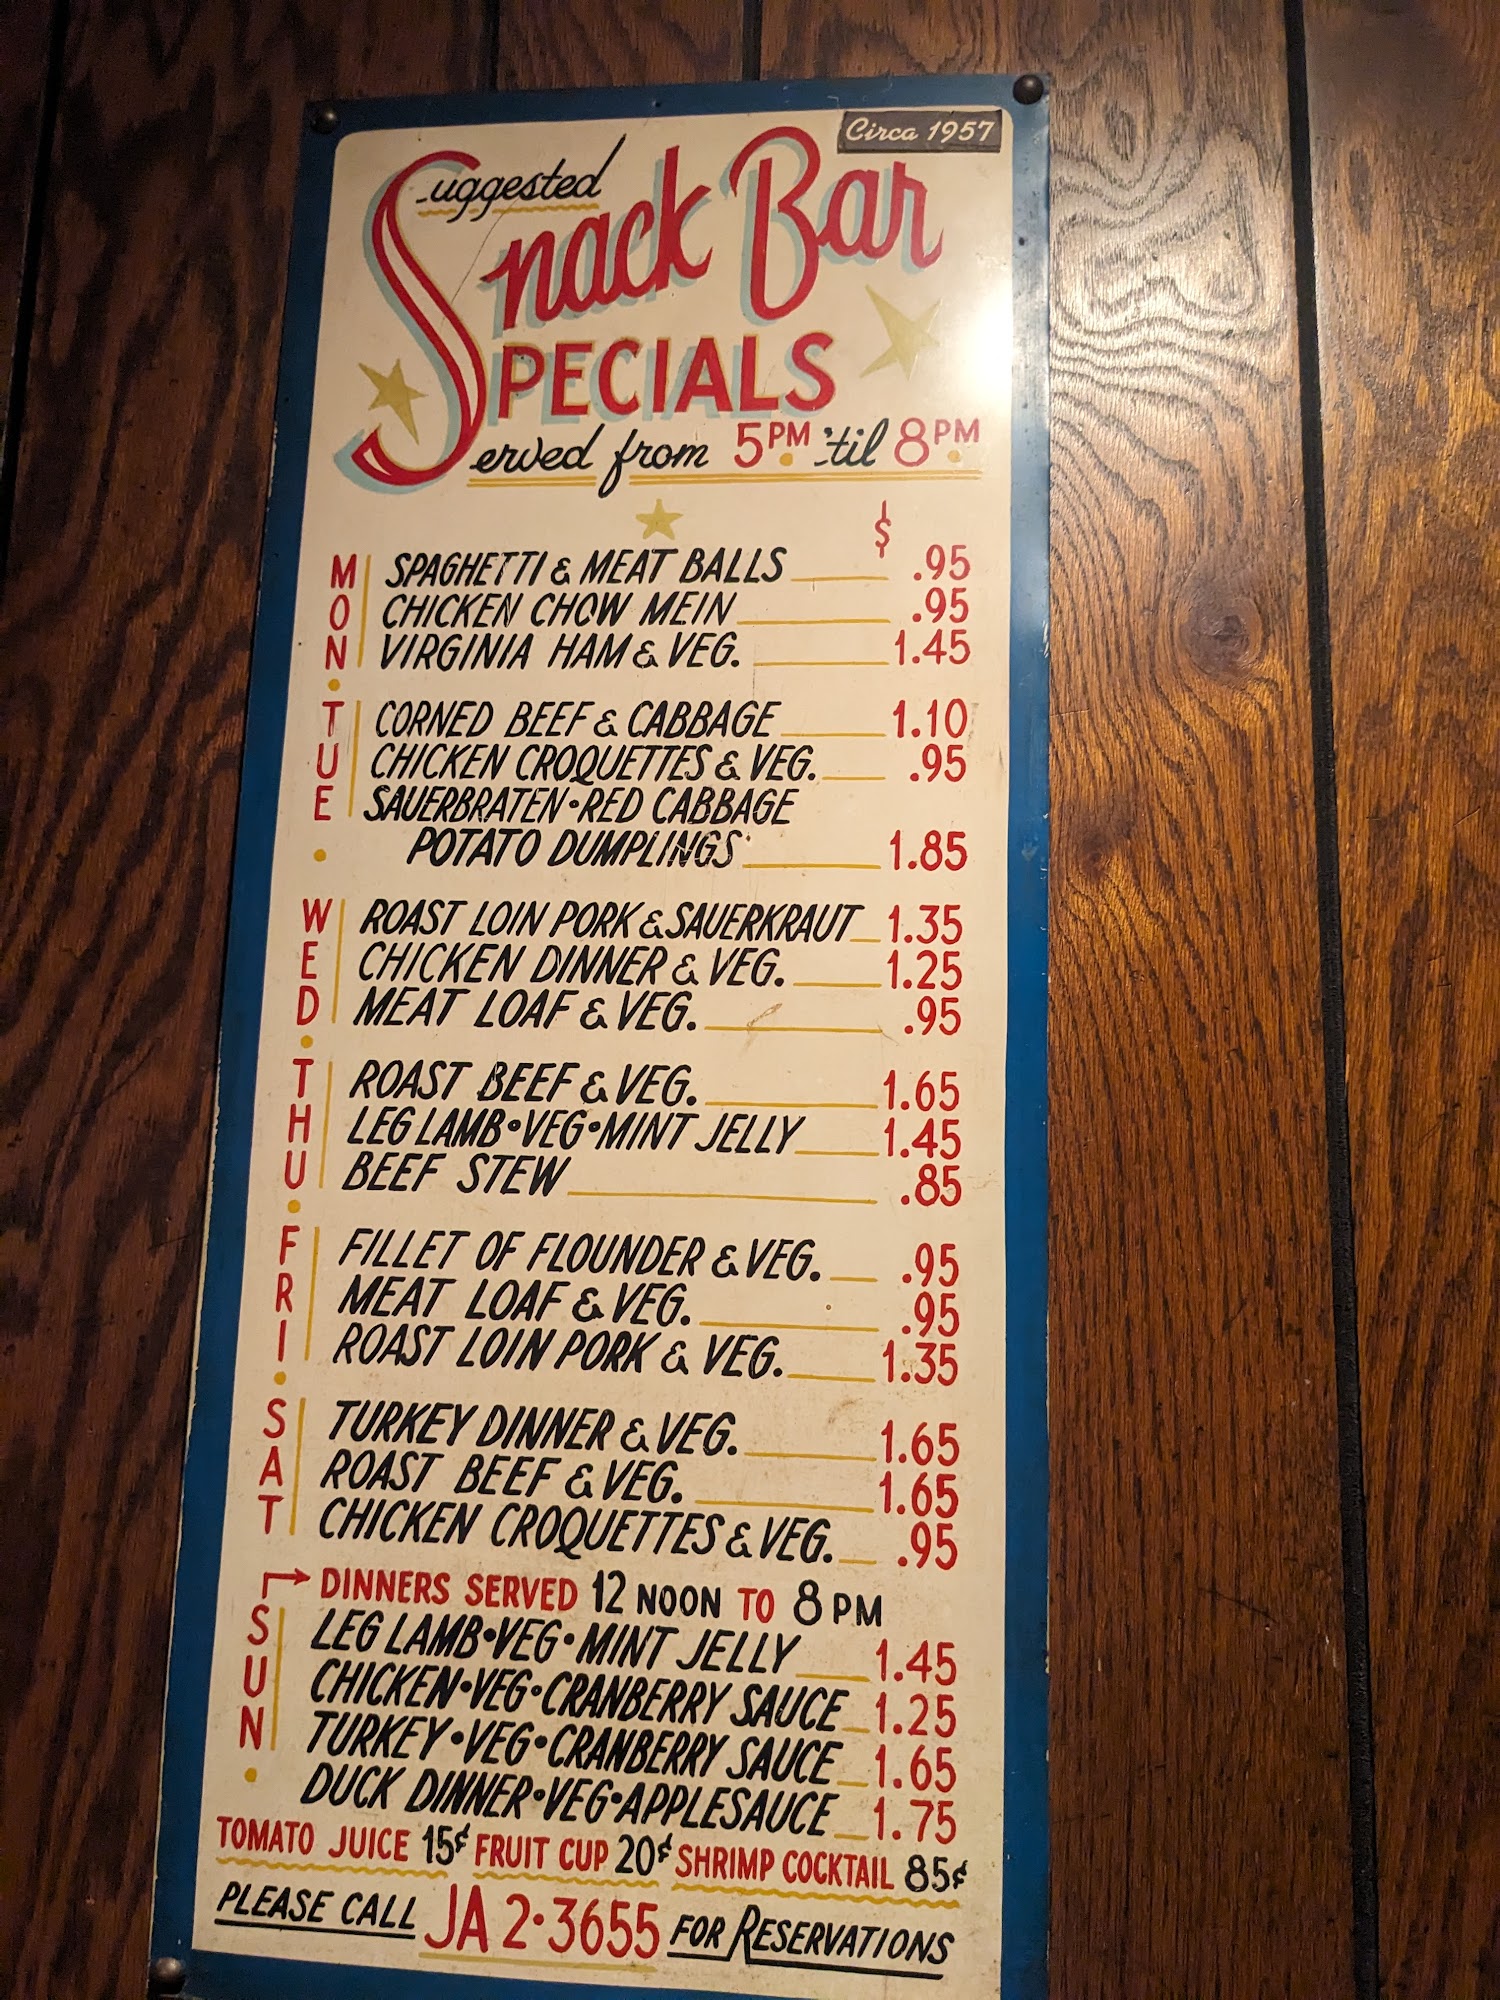 Circa 1957
Suggested
Snack Bar
SPECIALS
Served from 5PM 'til 8PM
$
MON.
SPAGHETTI & MEAT BALLS .95
CHICKEN CHOW MEIN .95
VIRGINIA HAM & VEG. 1.45
TUE.
CORNED BEEF & CABBAGE 1.10
CHICKEN CROQUETTES & VEG. .95
SAUERBRATEN • RED CABBAGE
POTATO DUMPLINGS 1.85
WED.
ROAST LOIN PORK & SAUERKRAUT 1.35
CHICKEN DINNER & VEG. 1.25
MEAT LOAF & VEG. .95
THU.
ROAST BEEF & VEG. 1.65
LEG LAMB • VEG • MINT JELLY 1.45
BEEF STEW .85
FRI.
FILLET OF FLOUNDER & VEG. .95
MEAT LOAF & VEG. .95
ROAST LOIN PORK & VEG. 1.35
SAT
TURKEY DINNER & VEG. 1.65
ROAST BEEF & VEG. 1.65
CHICKEN CROQUETTES & VEG. .95
DINNERS SERVED 12 NOON TO 8 PM
SUN.
LEG LAMB • VEG • MINT JELLY 1.45
CHICKEN • VEG • CRANBERRY SAUCE 1.25
TURKEY • VEG • CRANBERRY SAUCE 1.65
DUCK DINNER • VEG • APPLESAUCE 1.75
TOMATO JUICE 15¢ FRUIT CUP 20¢ SHRIMP COCKTAIL 85¢
PLEASE CALL JA 2•3655 FOR RESERVATIONS